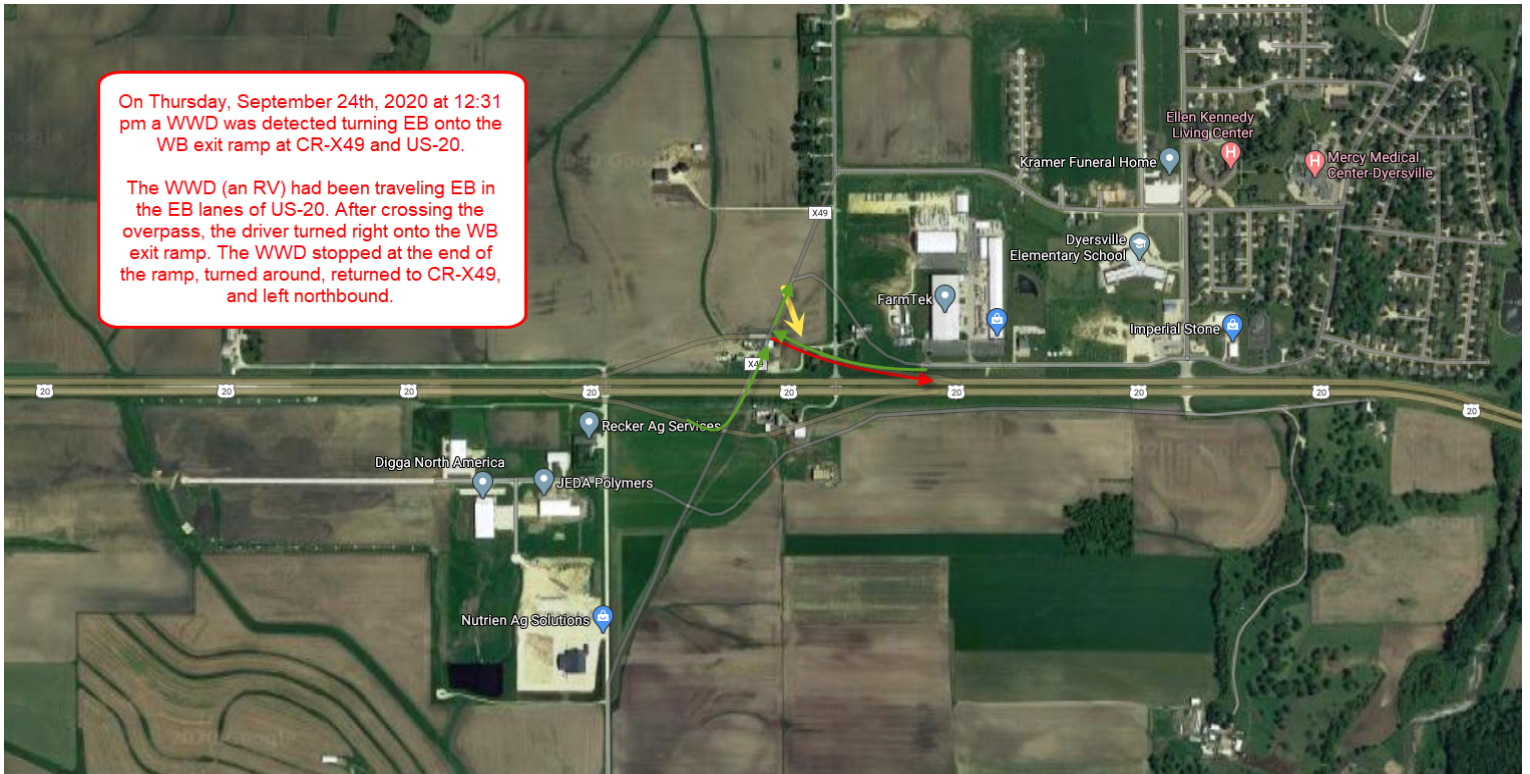 On Thursday, September 24th, 2020 at 12:31
pm a WWD was detected turning EB onto the
WB exit ramp at CR-X49 and US-20.
The WWD (an RV) had been traveling EB in
the EB lanes of US-20. After crossing the
overpass, the driver turned right onto the WB
exit ramp. The WWD stopped at the end of
the ramp, turned around, returned to CR-X49,
and left northbound.
Ellen Kennedy
Living Center
Kramer Funeral Home
Mercy Medical
Center-Dyersville
X49
Dyersville
Elementary School
FarmTek
Imperial Stone
X49
20
20
20
20
20
20
20
20
20
Recker Ag Services
Digga North America
JEDA Polymers
Nutrien Ag Solutions